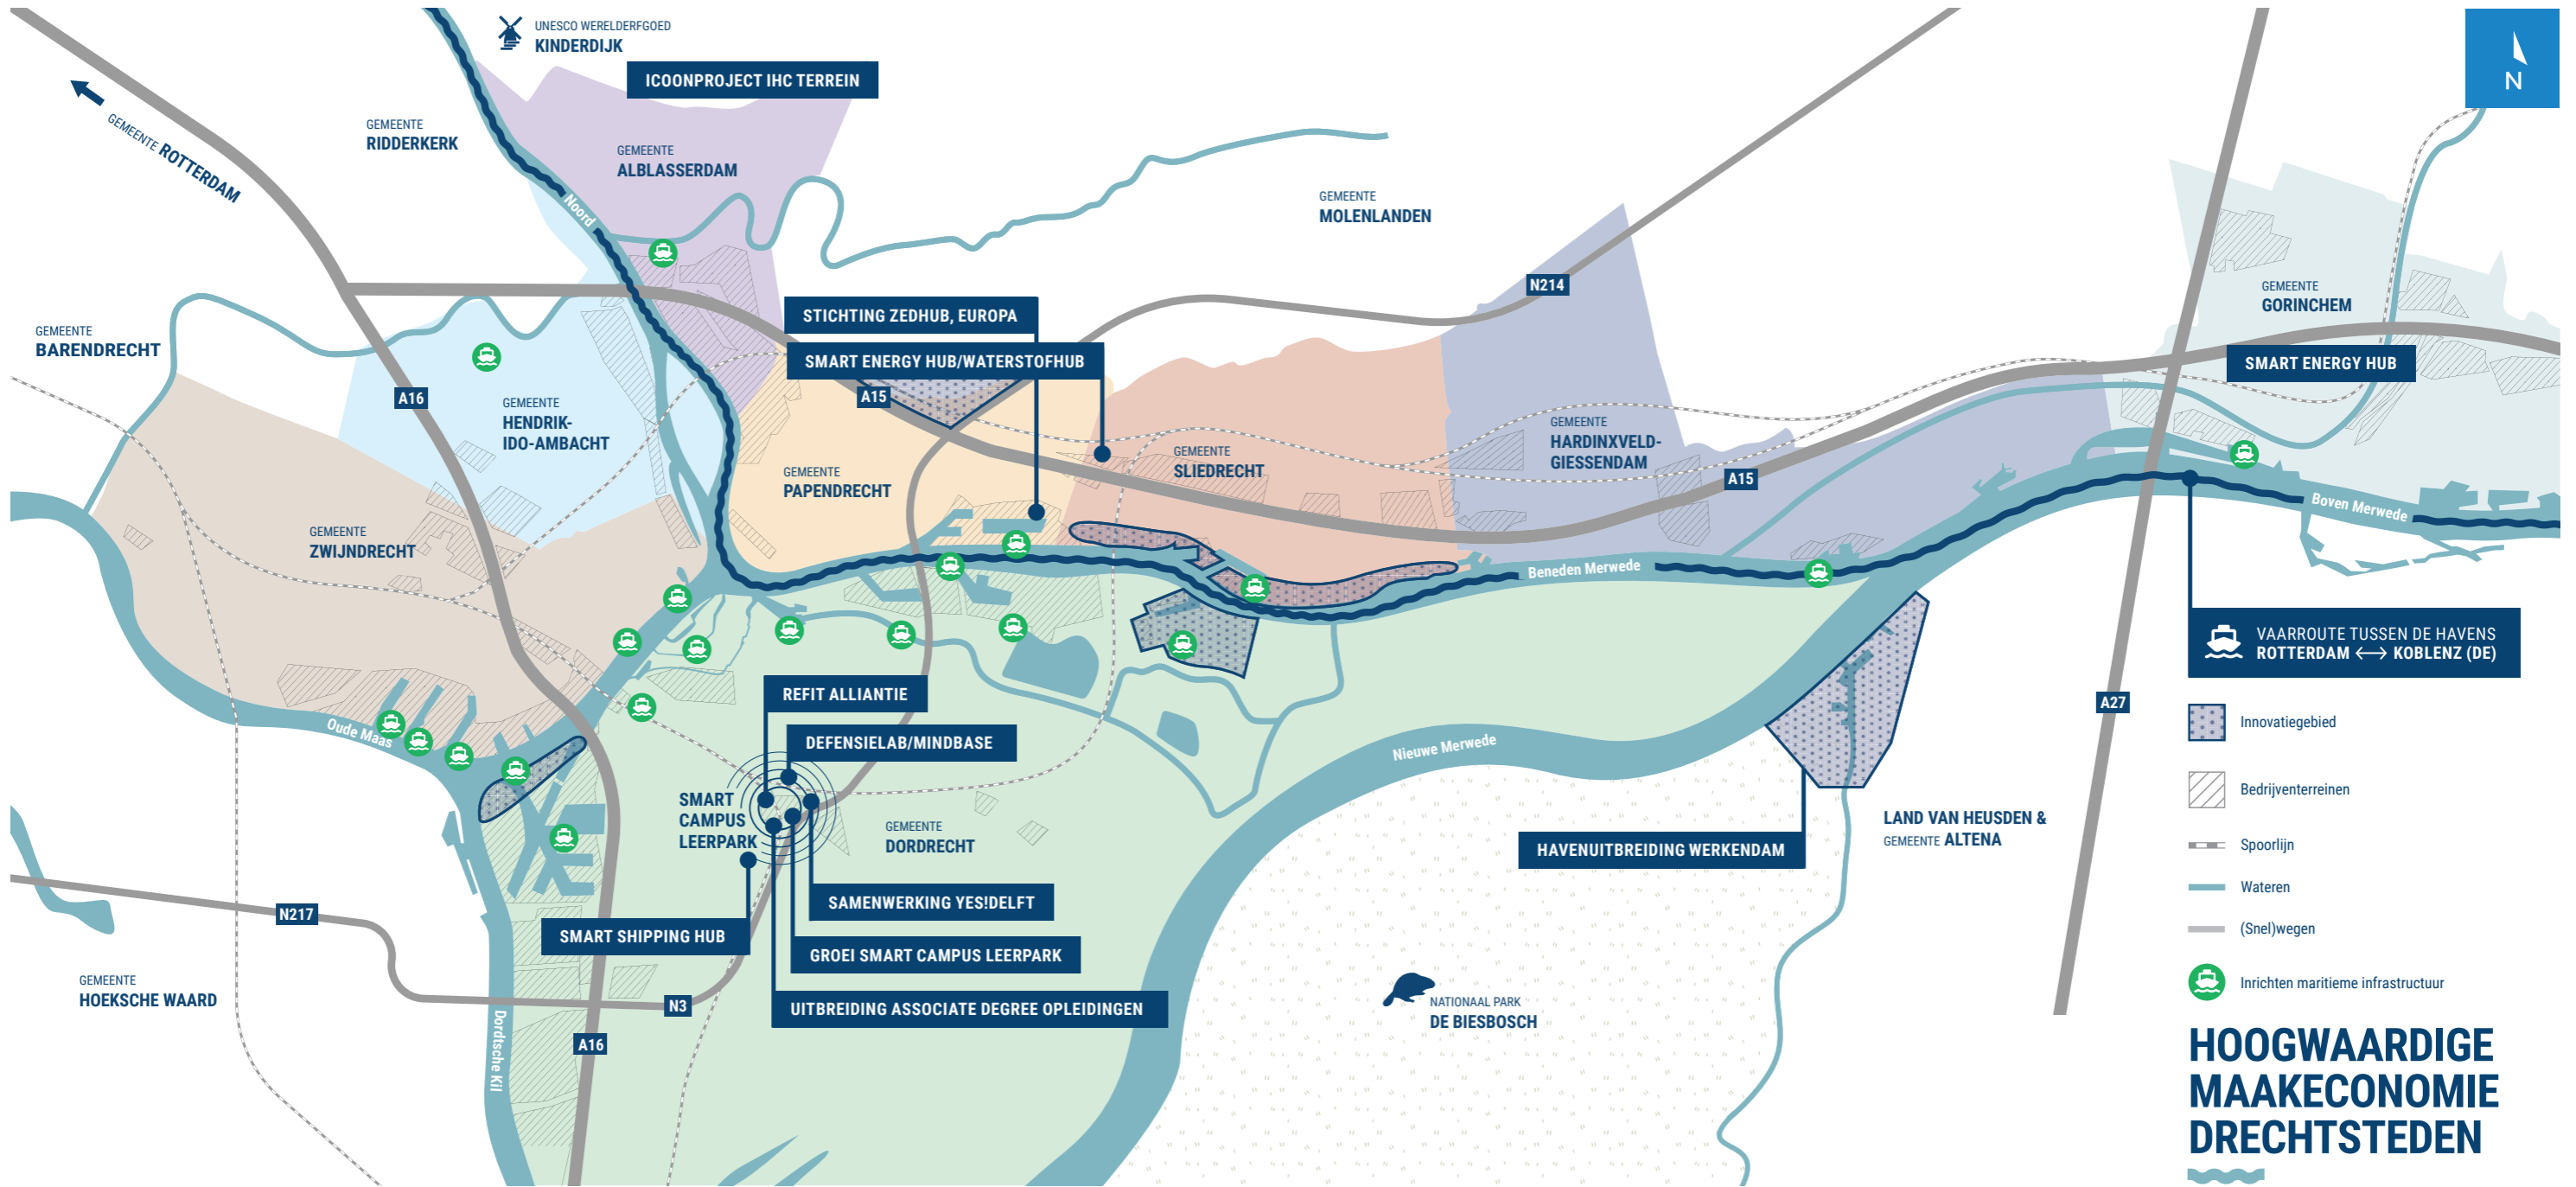 UNESCO WERELDERFGOED
KINDERDIJK
N
ICOONPROJECT IHC TERREIN
GEMEENTE ROTTERDAM
GEMEENTE
RIDDERKERK
GEMEENTE
ALBLASSERDAM
Noord
GEMEENTE
MOLENLANDEN
N214
GEMEENTE
GORINCHEM
STICHTING ZEDHUB, EUROPA
GEMEENTE
BARENDRECHT
SMART ENERGY HUB/WATERSTOFHUB
SMART ENERGY HUB
A16
A15
GEMEENTE
HENDRIK-
IDO-AMBACHT
GEMEENTE
HARDINXVELD-
GIESSENDAM
GEMEENTE
SLIEDRECHT
GEMEENTE
PAPENDRECHT
A15
Boven Merwede
GEMEENTE
ZWIJNDRECHT
Beneden Merwede
VAARROUTE TUSSEN DE HAVENS
ROTTERDAM <-> KOBLENZ (DE)
REFIT ALLIANTIE
A27
Innovatiegebied
Oude Maas
DEFENSIELAB/MINDBASE
Nieuwe Merwede
Bedrijventerreinen
SMART
CAMPUS
LEERPARK
GEMEENTE
DORDRECHT
LAND VAN HEUSDEN &
GEMEENTE ALTENA
HAVENUITBREIDING WERKENDAM
Spoorlijn
Wateren
SAMENWERKING YES!DELFT
N217
SMART SHIPPING HUB
(Snel)wegen
GROEI SMART CAMPUS LEERPARK
GEMEENTE
HOEKSCHE WAARD
Inrichten maritieme infrastructuur
N3
UITBREIDING ASSOCIATE DEGREE OPLEIDINGEN
NATIONAAL PARK
DE BIESBOSCH
Dordtsche Kil
A16
HOOGWAARDIGE
MAAKECONOMIE
DRECHTSTEDEN